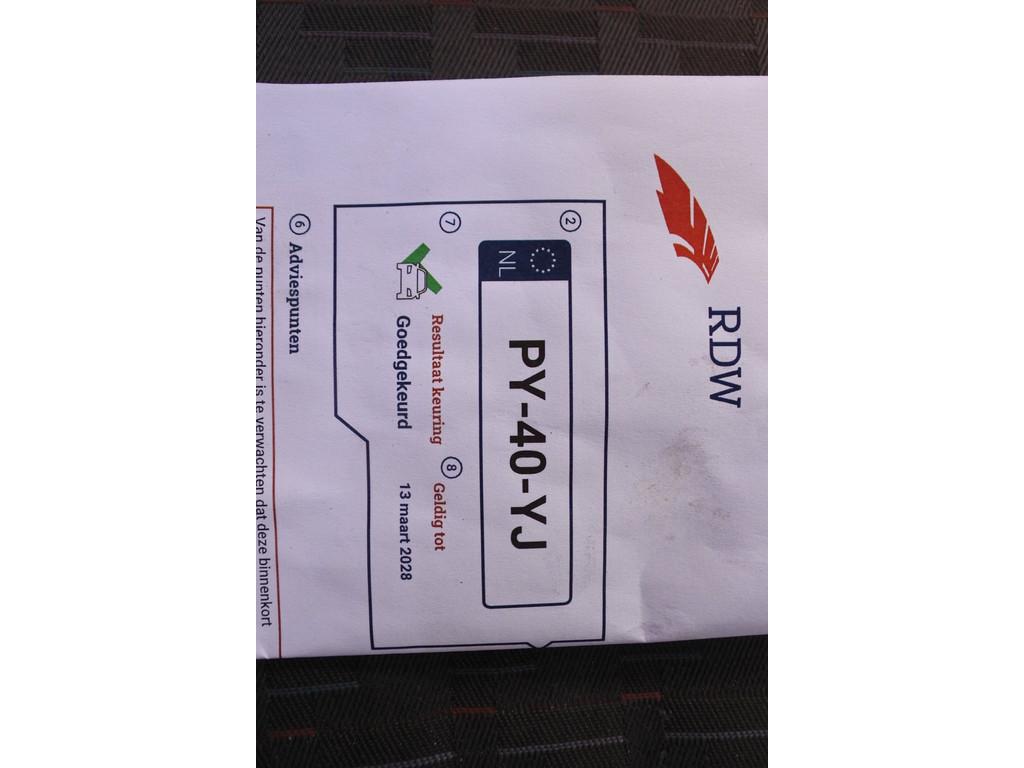 RDW
2
NL
PY-40-YJ
7 Resultaat keuring
Goedgekeurd
8 Geldig tot
13 maart 2028
6 Adviespunten
Van de punten hieronder is te verwachten dat deze binnenkort